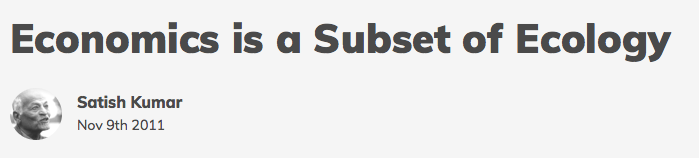 Economics is a Subset of Ecology
Satish Kumar
Nov 9th 2011